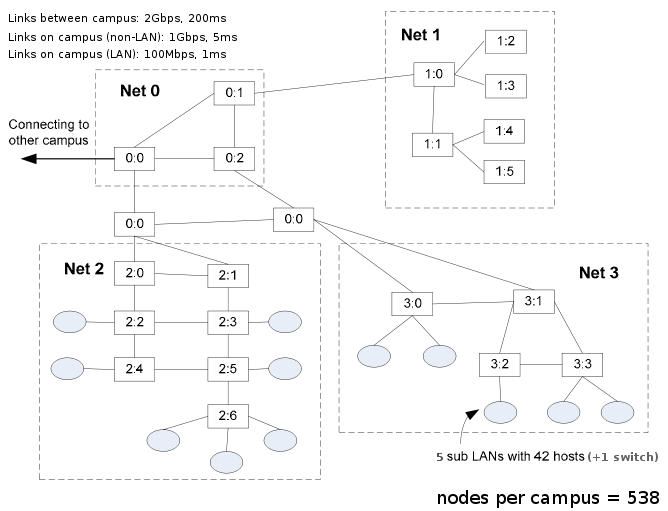 Links between campus: 2Gbps, 200ms
Links on campus (non-LAN): 1Gbps, 5ms
Links on campus (LAN): 100Mbps, 1ms
Net 0
0:1
Connecting to
other campus
0:0
0:2
Net 1
1:0
1:2
1:3
1:1
1:4
1:5
0:0
0:0
Net 2
2:0
2:1
2:2
2:3
2:4
2:5
2:6
Net 3
3:0
3:1
3:2
3:3
5 sub LANs with 42 hosts (+1 switch)
nodes per campus = 538